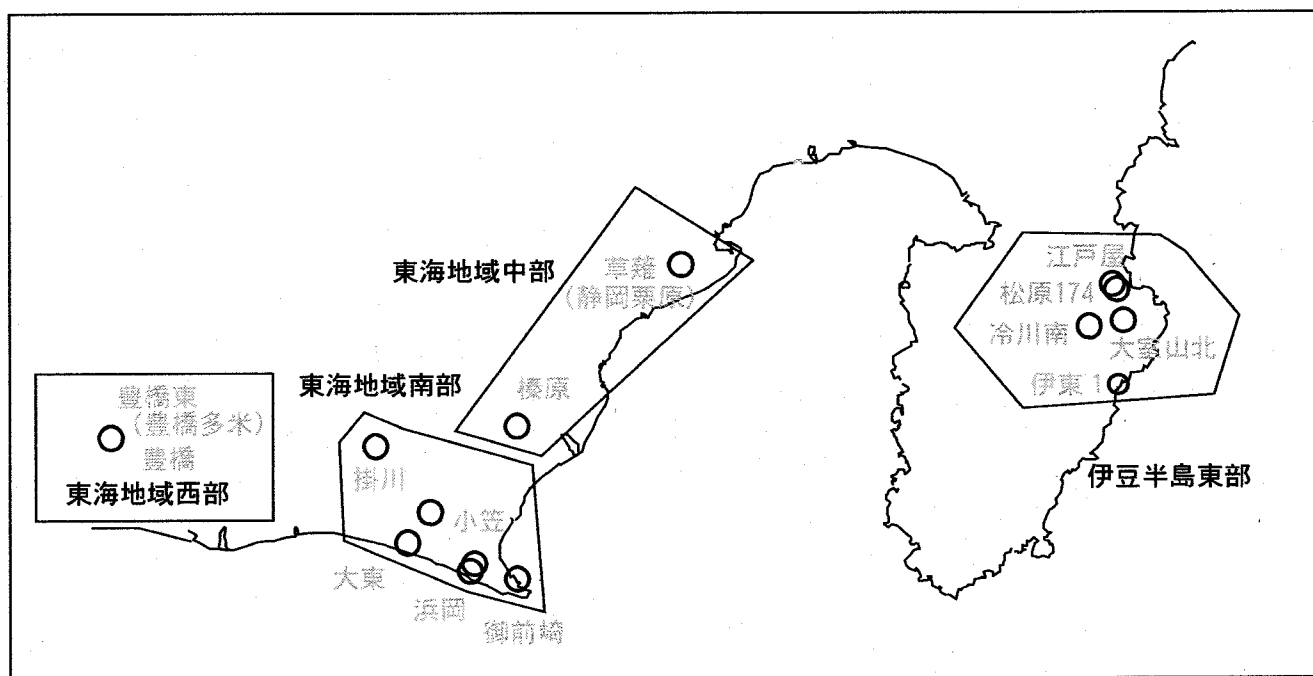 東海地域中部
草薙
(静岡栗原)
榛原
東海地域南部
掛川
小笠
大東
浜岡
御前崎
豊橋東
(豊橋多米)
豊橋
東海地域西部
江戸屋
松原174
冷川南
大室山北
伊東1
伊豆半島東部